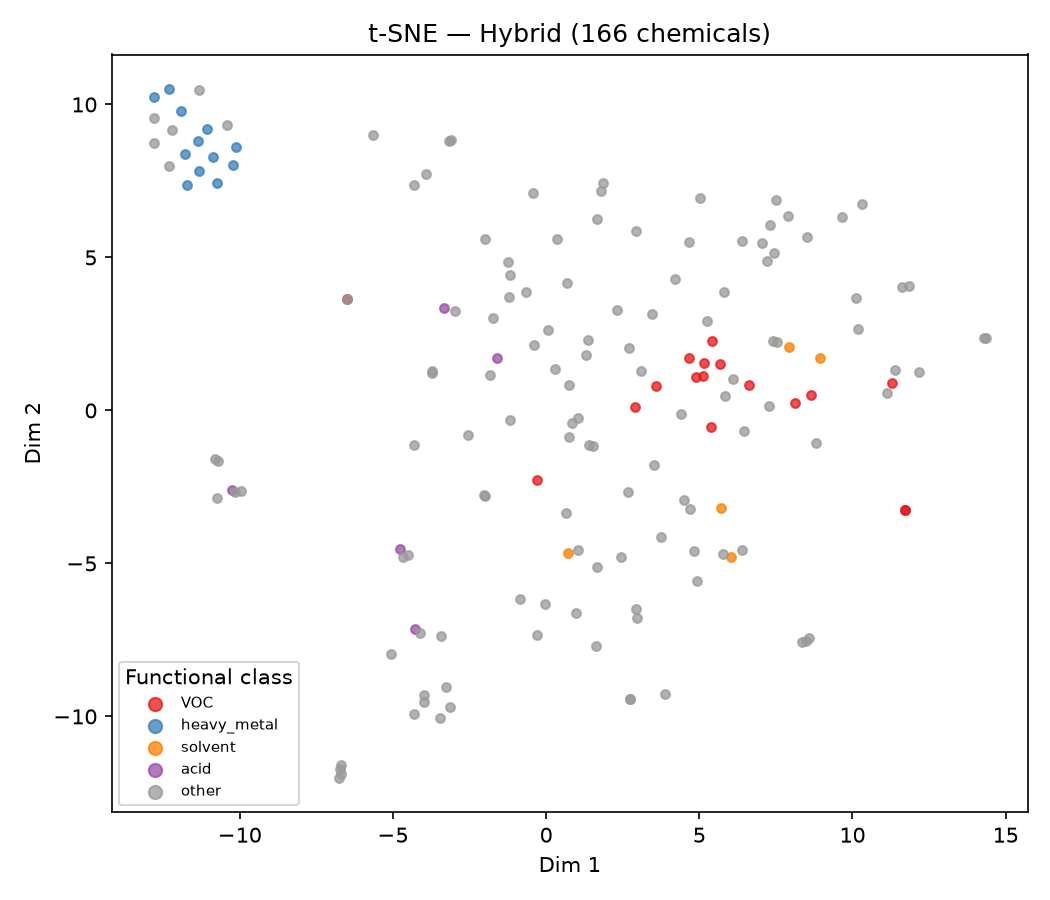 t-SNE — Hybrid (166 chemicals)
10
5
0
−5
−10
Dim 2
Functional class
VOC
heavy_metal
solvent
acid
other
−10
−5
0
5
10
15
Dim 1